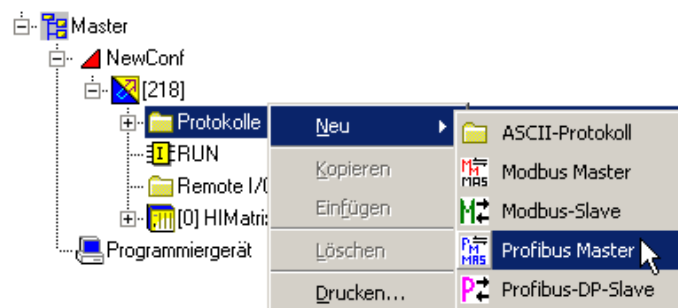 Master
NewConf
[218]
Protokolle
RUN
Remote I/
[0] HIMatri
Programmiergerät
Neu
Kopieren
Einfügen
Löschen
Drucken...
ASCII-Protokoll
Modbus Master
Modbus-Slave
Profibus Master
Profibus-DP-Slave